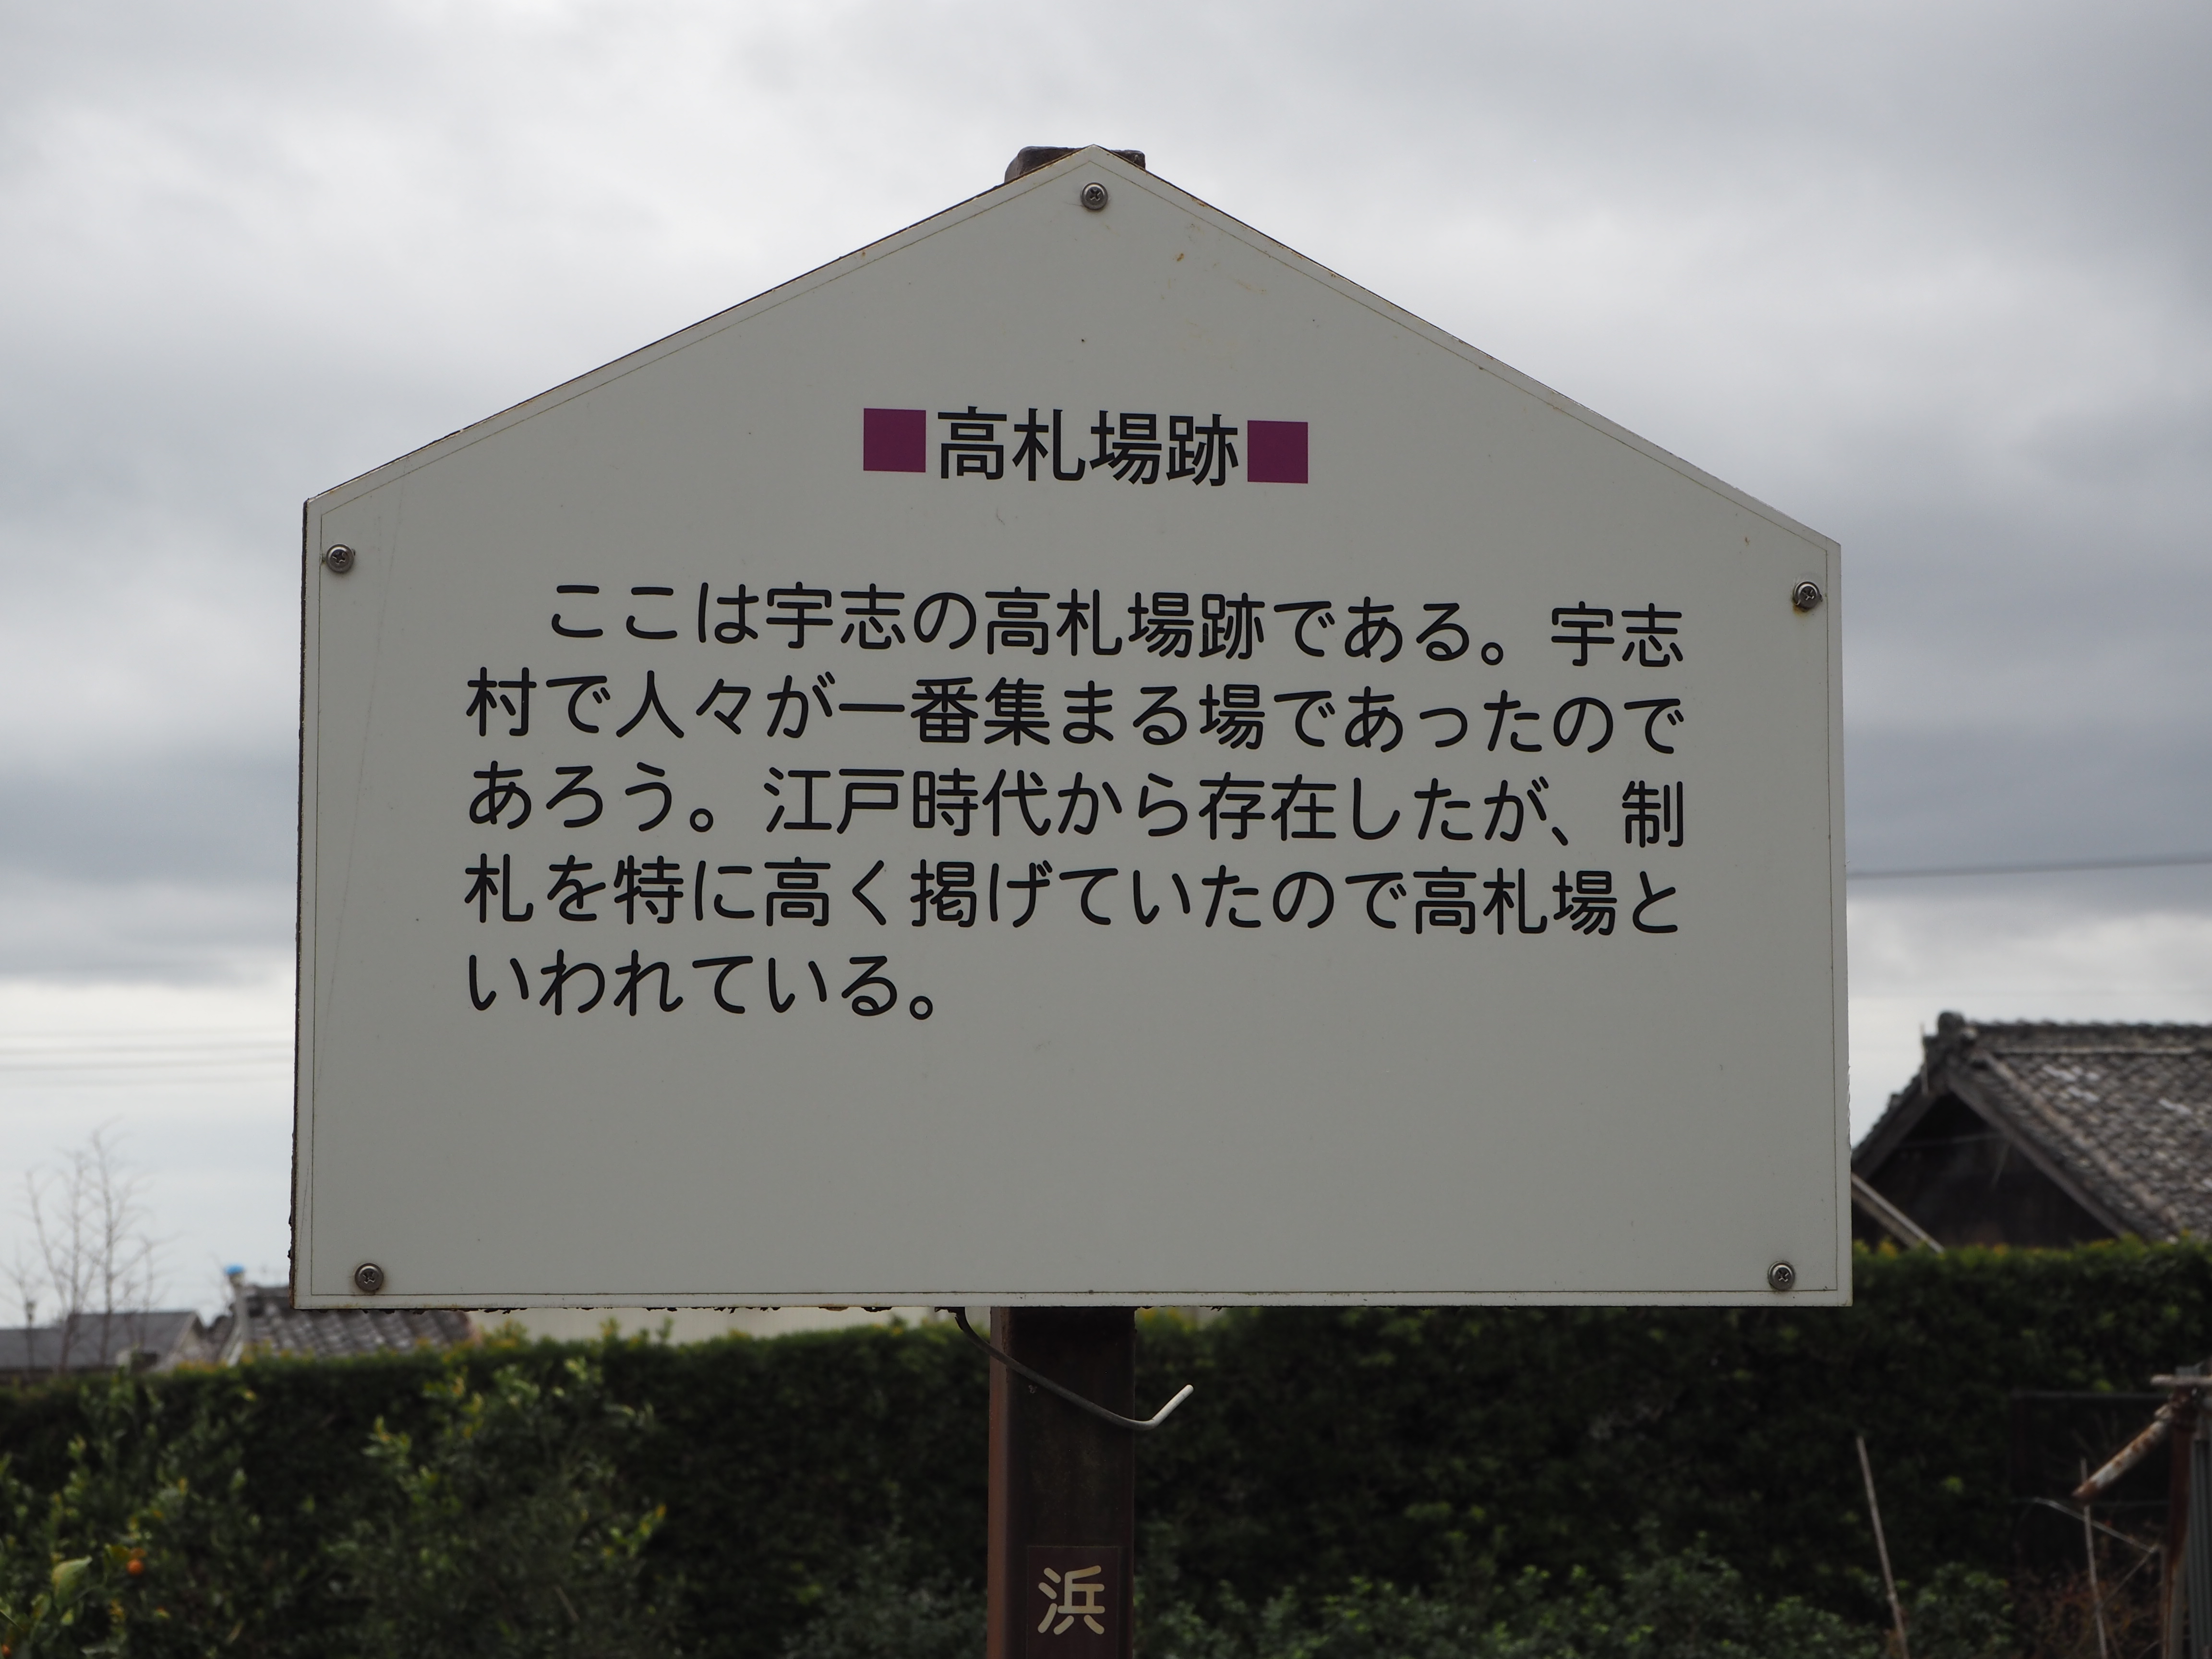 ■高札場跡■
ここは宇志の高札場跡である。宇志
村で人々が一番集まる場であったので
あろう。江戸時代から存在したが、制
札を特に高く掲げていたので高札場と
いわれている。
浜